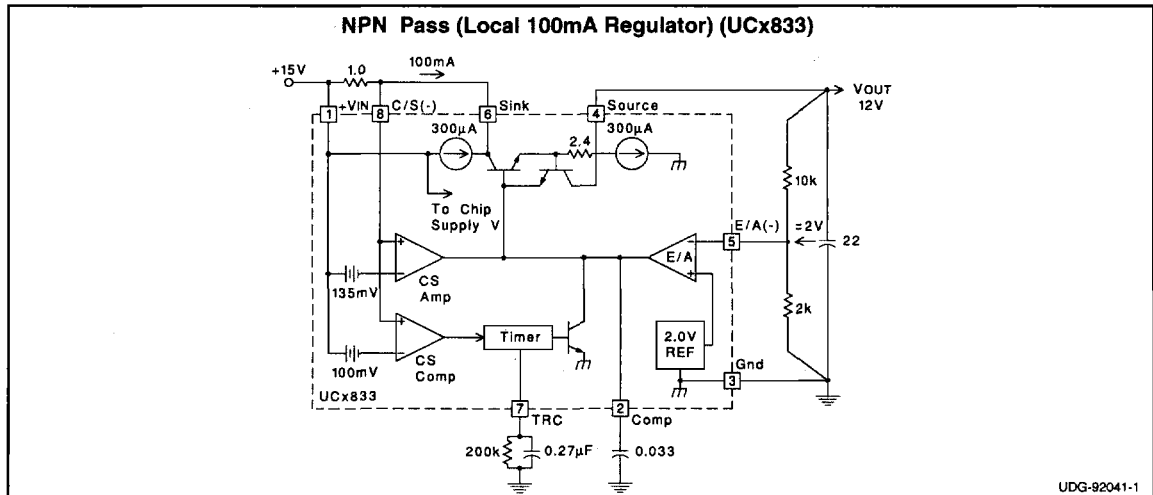 NPN Pass (Local 100mA Regulator) (UCx833)
+15V
1.0
100mA
1
+VIN
8
C/S(-)
6
Sink
4
Source
VOUT
12V
300µA
2.4
300µA
To Chip
Supply V
10k
E/A(-)
5
=2V
22
E/A
135mV
CS
Amp
2k
Timer
2.0V
REF
100mV
CS
Comp
Gnd
3
UCx833
7
TRC
2
Comp
200k
0.27µF
0.033
UDG-92041-1